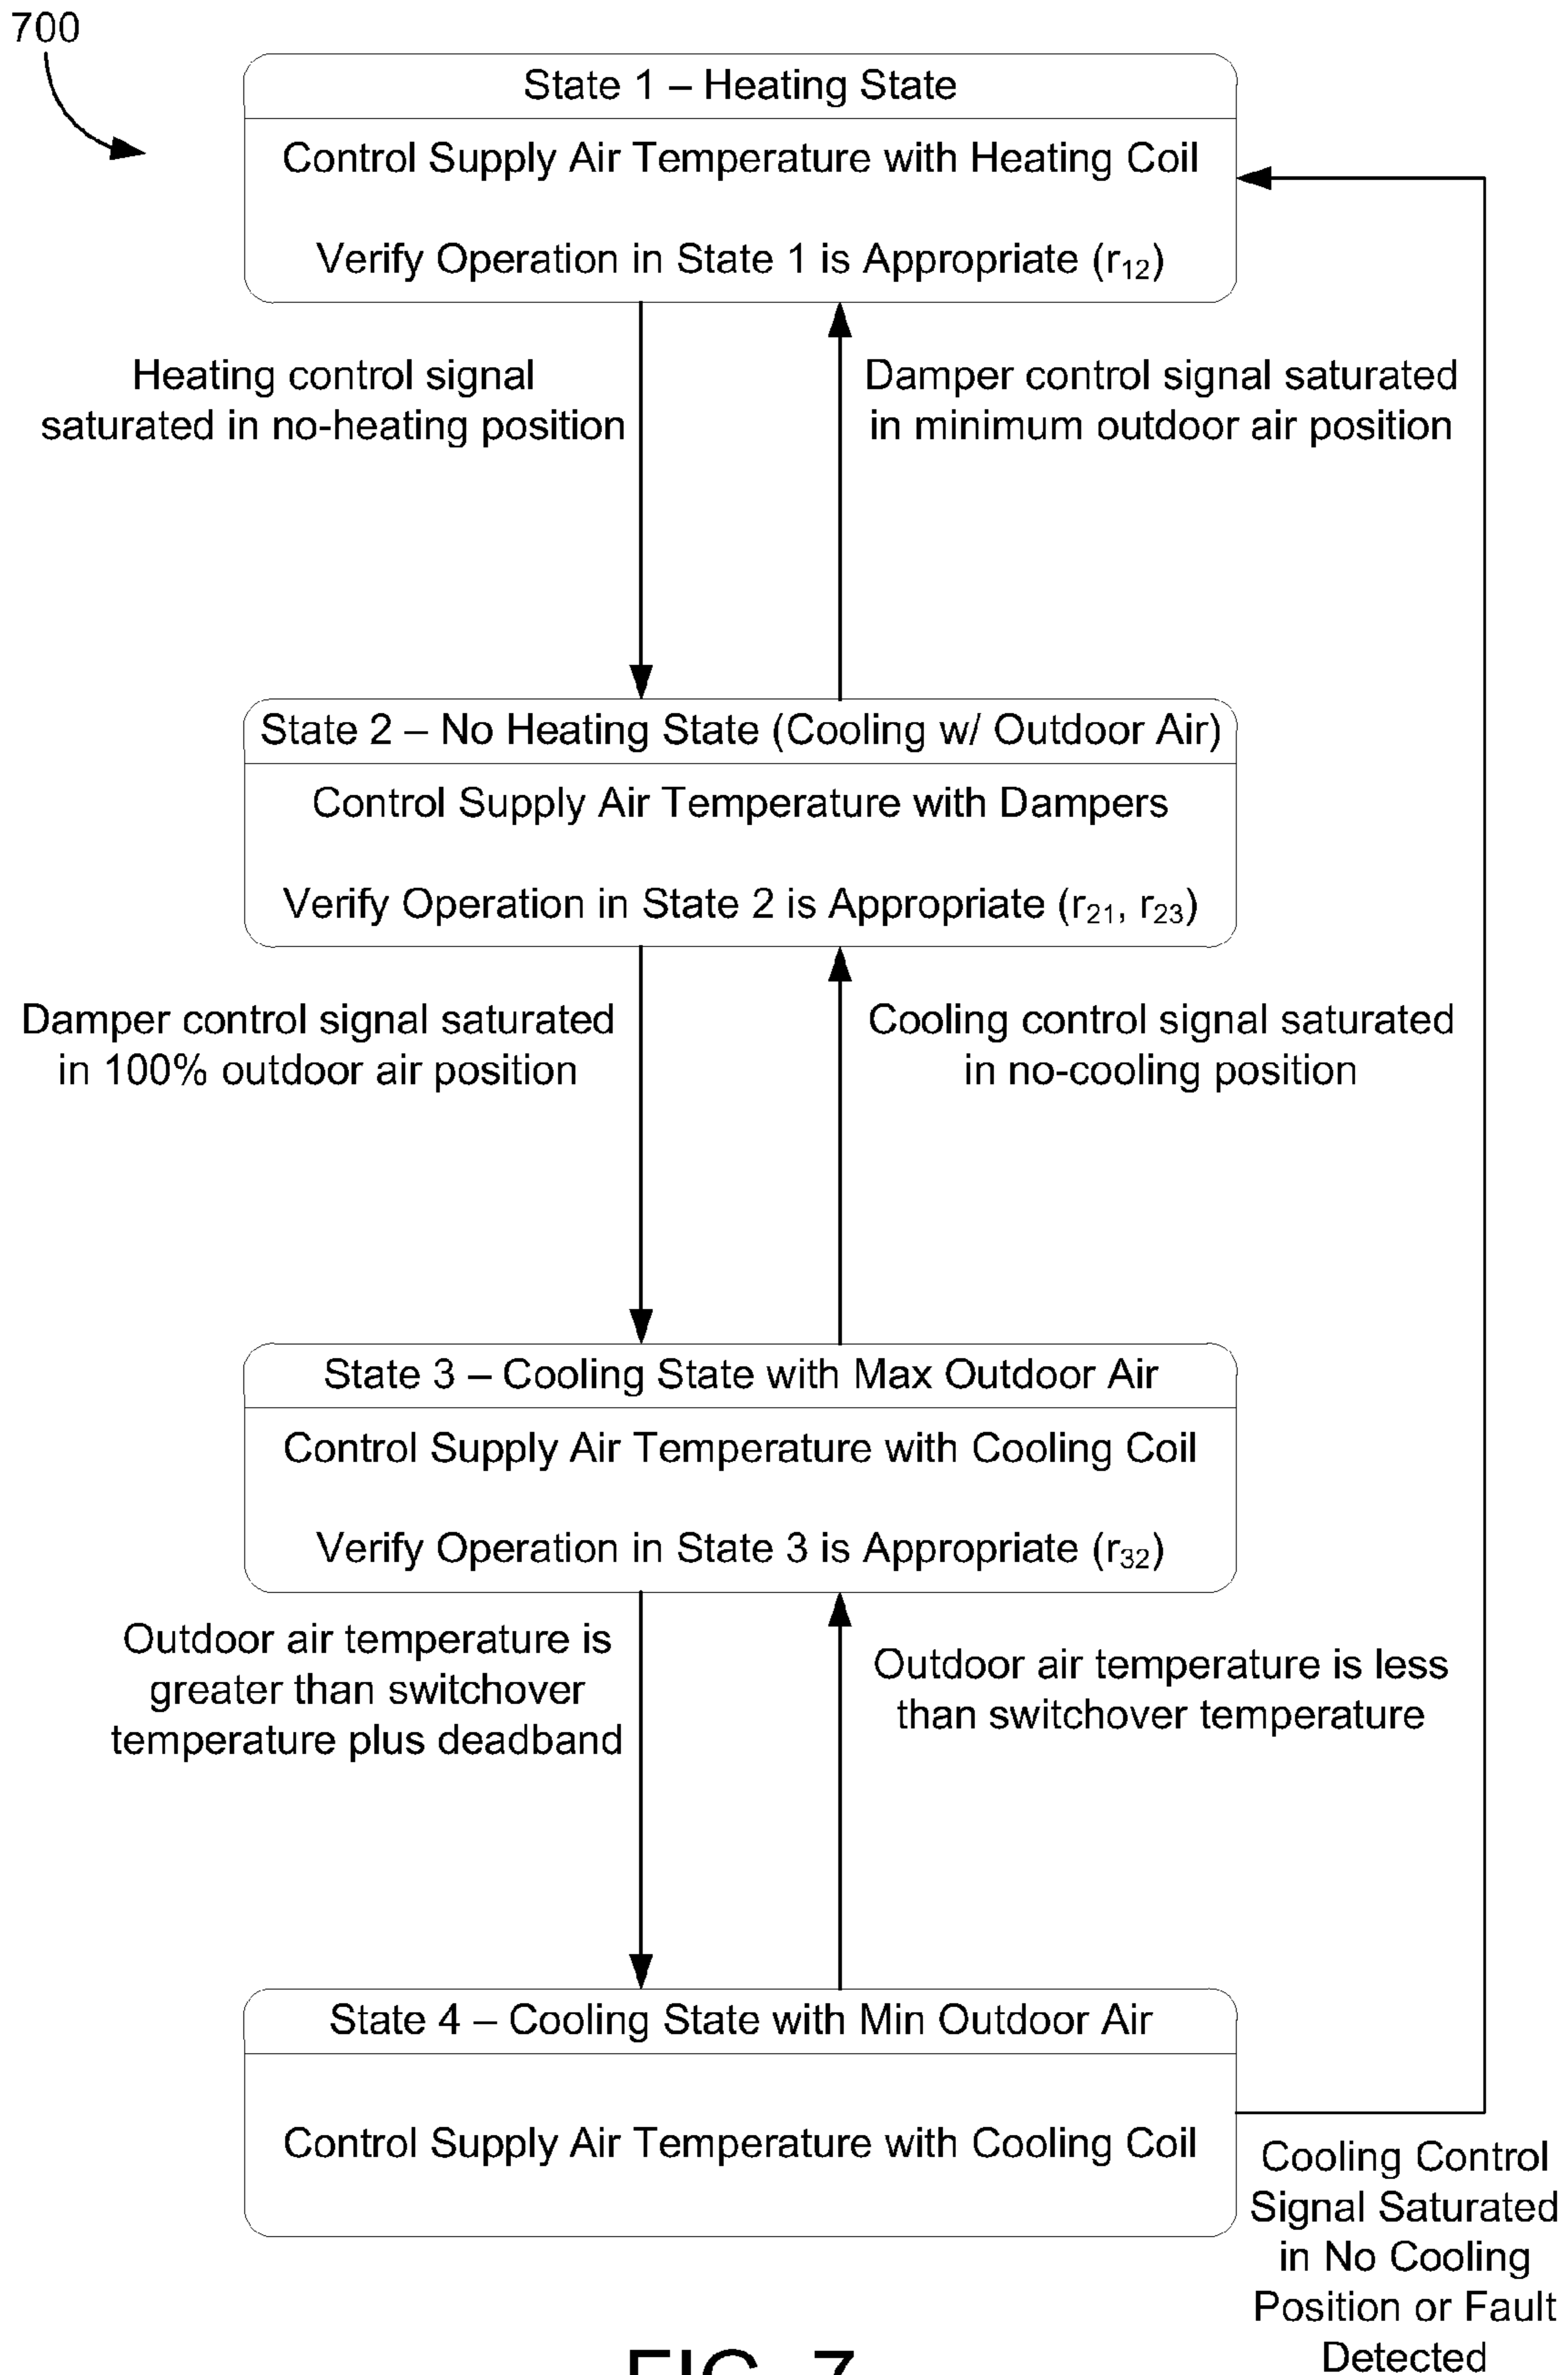 700
State 1 – Heating State
Control Supply Air Temperature with Heating Coil
Verify Operation in State 1 is Appropriate (r₁₂)
Heating control signal
saturated in no-heating position
Damper control signal saturated
in minimum outdoor air position
State 2 – No Heating State (Cooling w/ Outdoor Air)
Control Supply Air Temperature with Dampers
Verify Operation in State 2 is Appropriate (r₂₁, r₂₃)
Damper control signal saturated
in 100% outdoor air position
Cooling control signal saturated
in no-cooling position
State 3 – Cooling State with Max Outdoor Air
Control Supply Air Temperature with Cooling Coil
Verify Operation in State 3 is Appropriate (r₃₂)
Outdoor air temperature is
greater than switchover
temperature plus deadband
Outdoor air temperature is less
than switchover temperature
State 4 – Cooling State with Min Outdoor Air
Control Supply Air Temperature with Cooling Coil
Cooling Control
Signal Saturated
in No Cooling
Position or Fault
Detected
FIG. 7